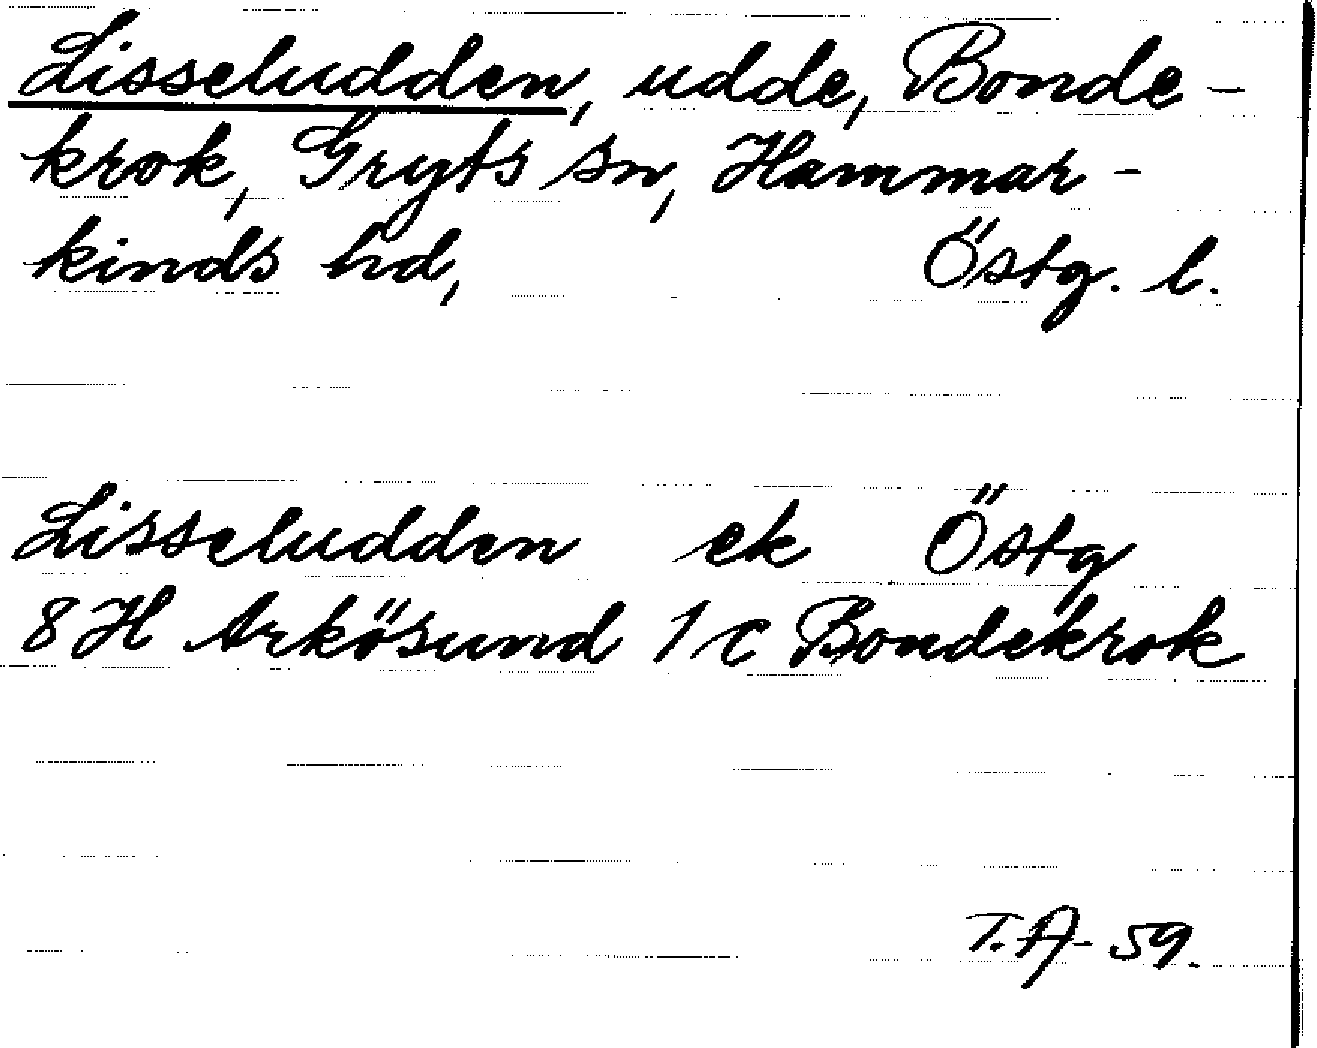 Lisseludden, udde, Bonde-
krok, Gryts sn, Hammar-
kinds hd, Östg. l.
Lisseludden ek Östg
8 H Arkösund 1 c Bondekrok
T.A. 59.